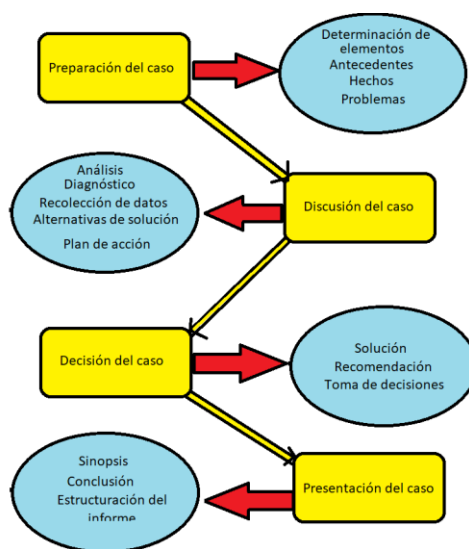 Preparación del caso
Determinación de
elementos
Antecedentes
Hechos
Problemas
Análisis
Diagnóstico
Recolección de datos
Alternativas de solución
Plan de acción
Discusión del caso
Decisión del caso
Solución
Recomendación
Toma de decisiones
Sinopsis
Conclusión
Estructuración del
informe
Presentación del caso